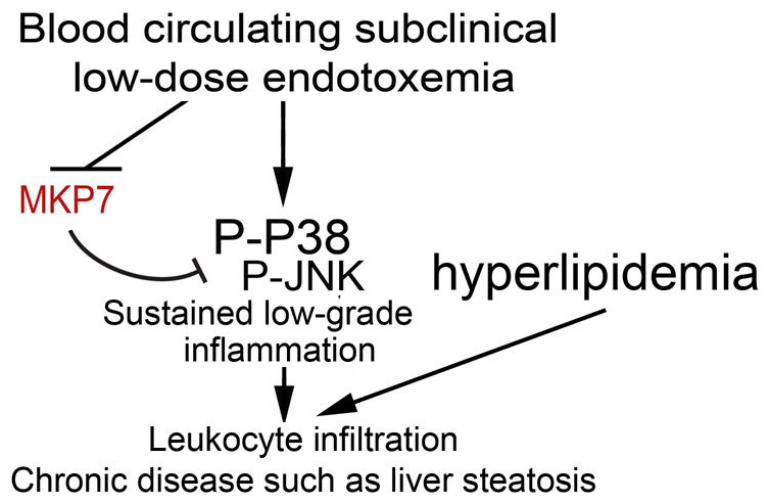 Blood circulating subclinical
low-dose endotoxemia
MKP7
P-P38
P-JNK
hyperlipidemia
Sustained low-grade
inflammation
Leukocyte infiltration
Chronic disease such as liver steatosis